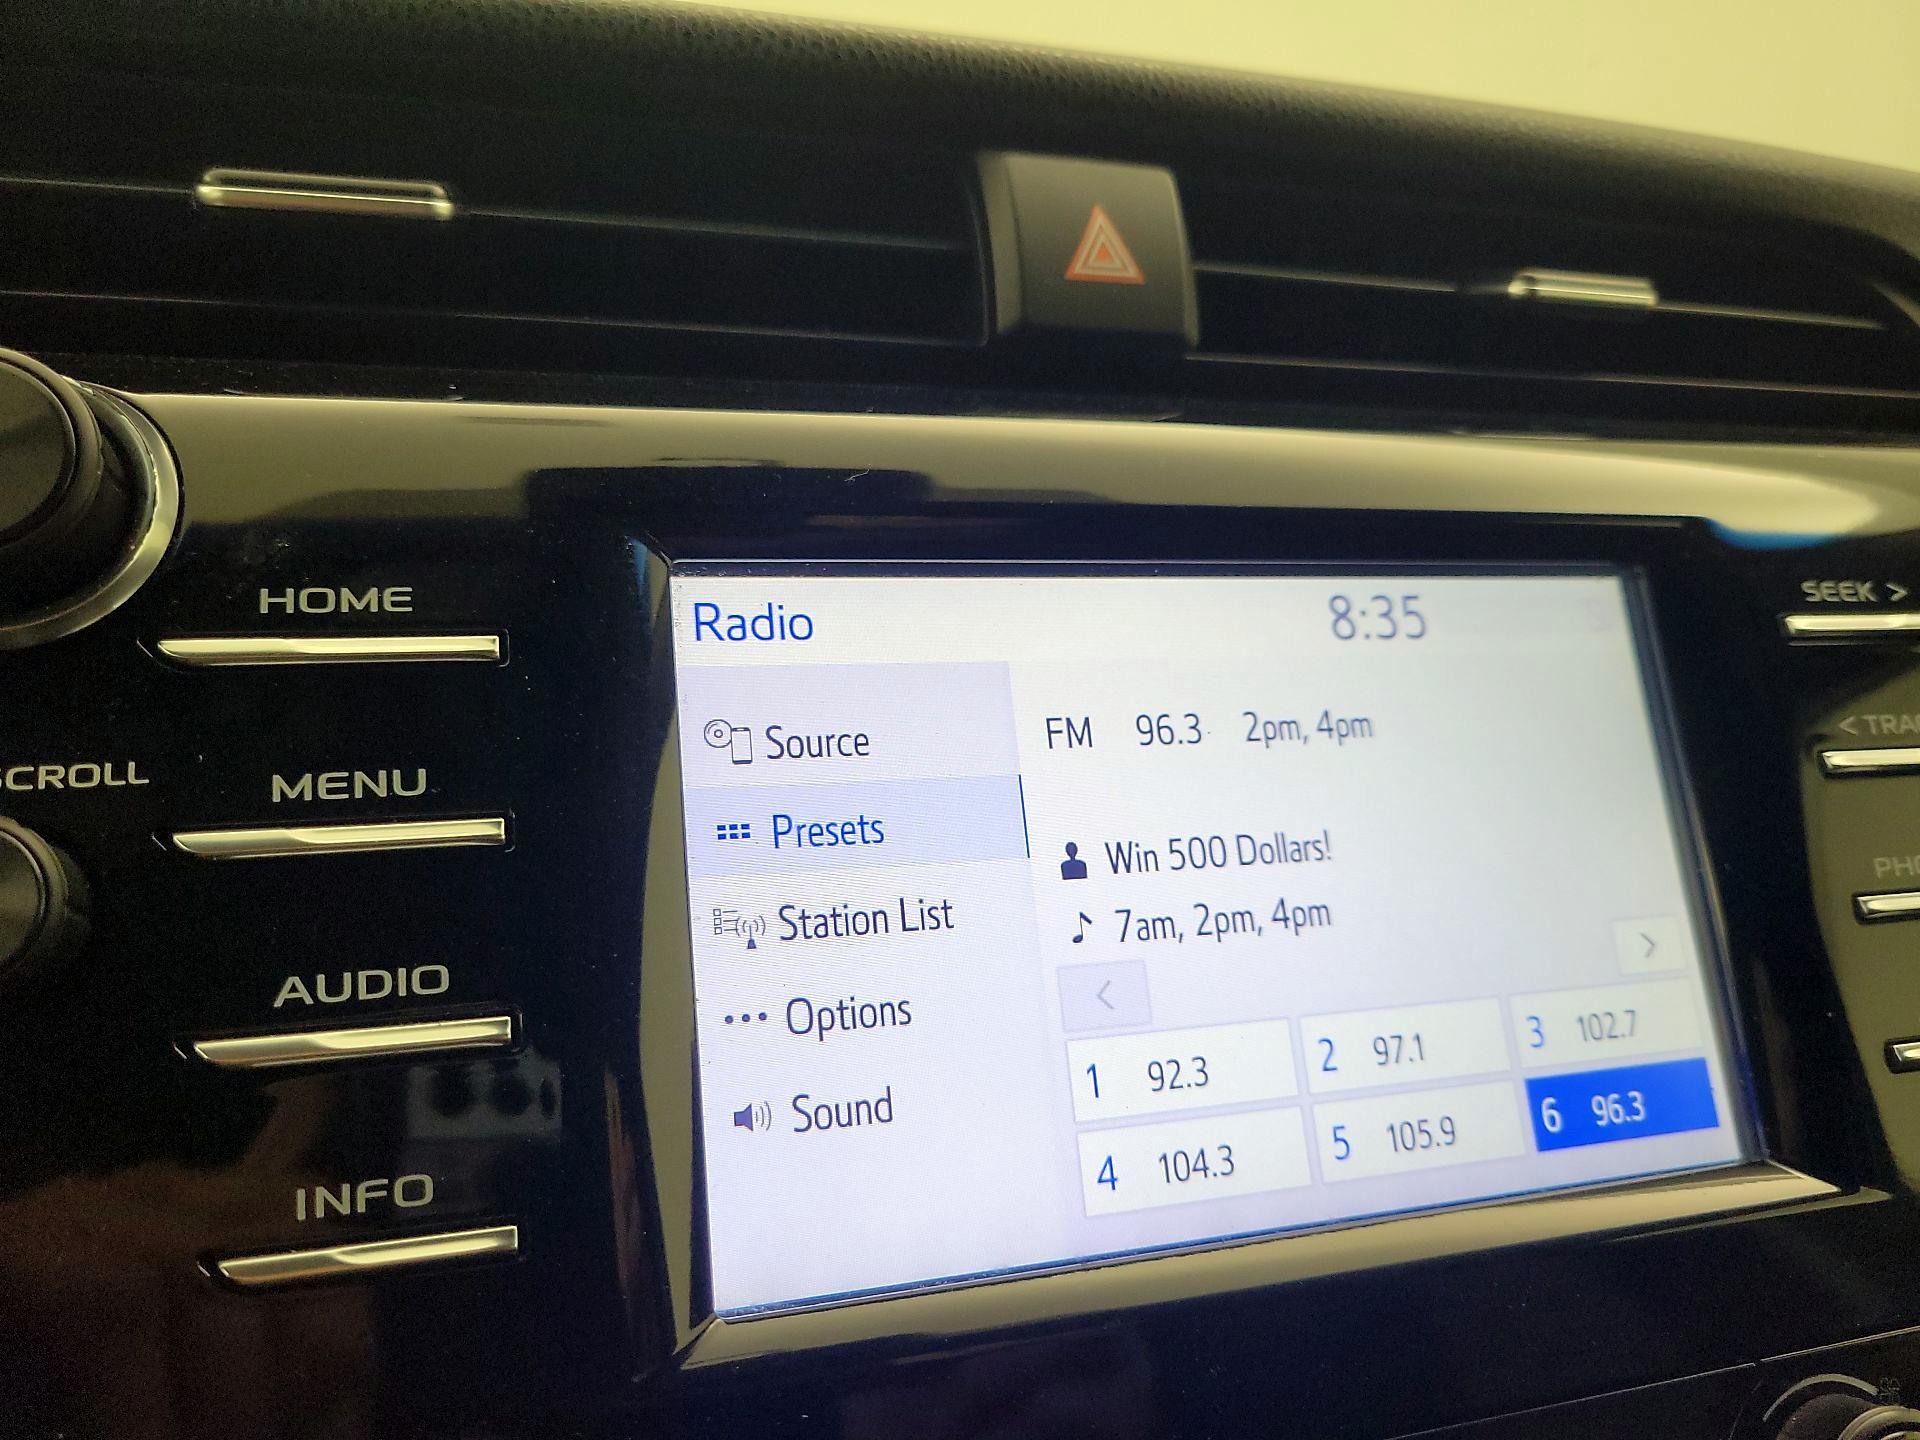 HOME
SCROLL
MENU
AUDIO
INFO
Radio
8:35
Source
Presets
Station List
Options
Sound
FM 96.3 2pm, 4pm
Win 500 Dollars!
7am, 2pm, 4pm
<
>
1 92.3
2 97.1
3 102.7
4 104.3
5 105.9
6 96.3
SEEK >